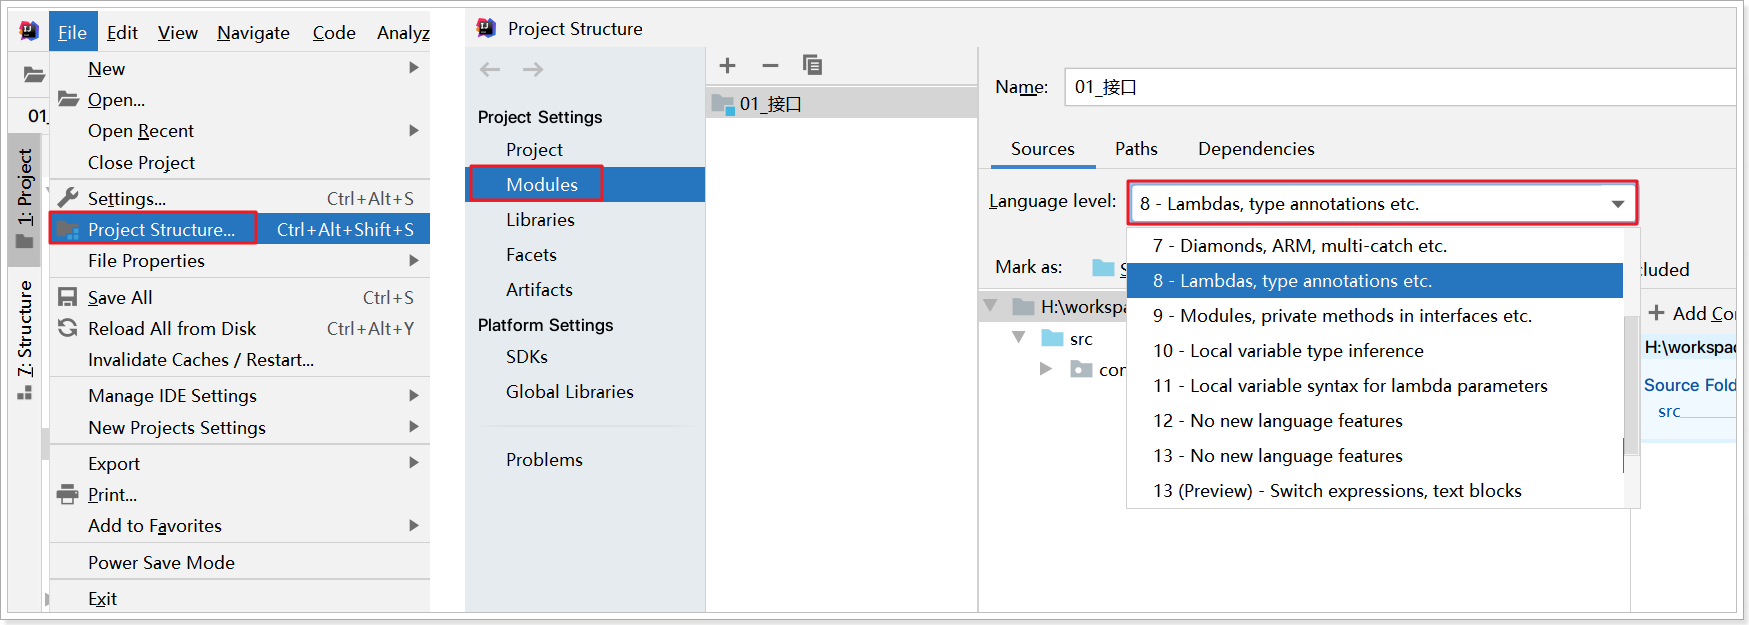 File Edit View Navigate Code Analyz
01_
1: Project
7: Structure
New
Open...
Open Recent
Close Project
Settings... Ctrl+Alt+S
Project Structure... Ctrl+Alt+Shift+S
File Properties
Save All Ctrl+S
Reload All from Disk Ctrl+Alt+Y
Invalidate Caches / Restart...
Manage IDE Settings
New Projects Settings
Export
Print...
Add to Favorites
Power Save Mode
Exit
Project Structure
Project Settings
Project
Modules
Libraries
Facets
Artifacts
Platform Settings
SDKs
Global Libraries
Problems
01_接口
Name: 01_接口
Sources Paths Dependencies
Language level: 8 - Lambdas, type annotations etc.
7 - Diamonds, ARM, multi-catch etc.
8 - Lambdas, type annotations etc.
9 - Modules, private methods in interfaces etc.
10 - Local variable type inference
11 - Local variable syntax for lambda parameters
12 - No new language features
13 - No new language features
13 (Preview) - Switch expressions, text blocks
Mark as: S
cluded
H:\workspa
src
cor
+ Add Co
H:\workspac
Source Fold
src